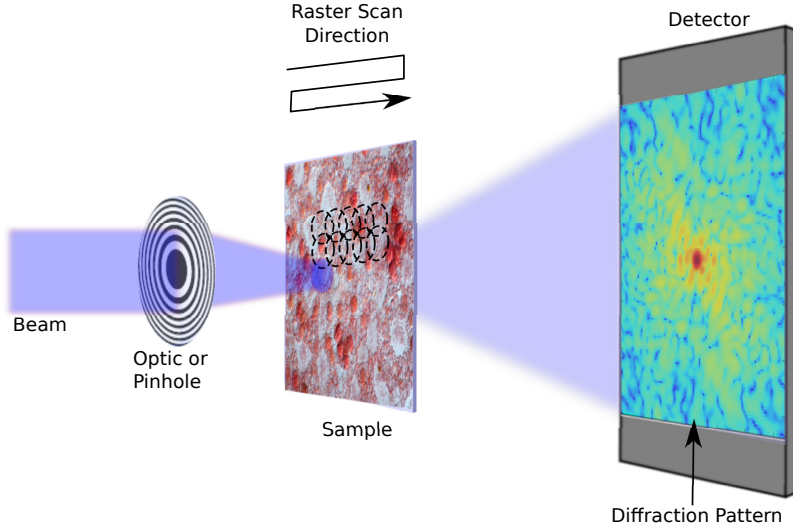 Raster Scan
Direction
Detector
Beam
Optic or
Pinhole
Sample
Diffraction Pattern